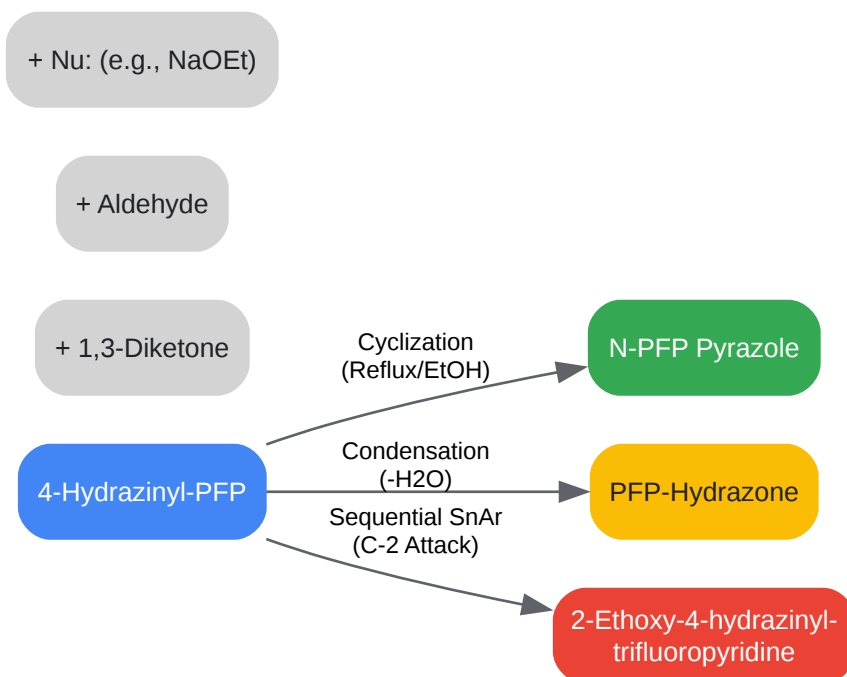 + Nu: (e.g., NaOEt)
+ Aldehyde
+ 1,3-Diketone
Cyclization
(Reflux/EtOH)
N-PFP Pyrazole
4-Hydrazinyl-PFP
Condensation
(-H2O)
PFP-Hydrazone
Sequential SnAr
(C-2 Attack)
2-Ethoxy-4-hydrazinyl-
trifluoropyridine